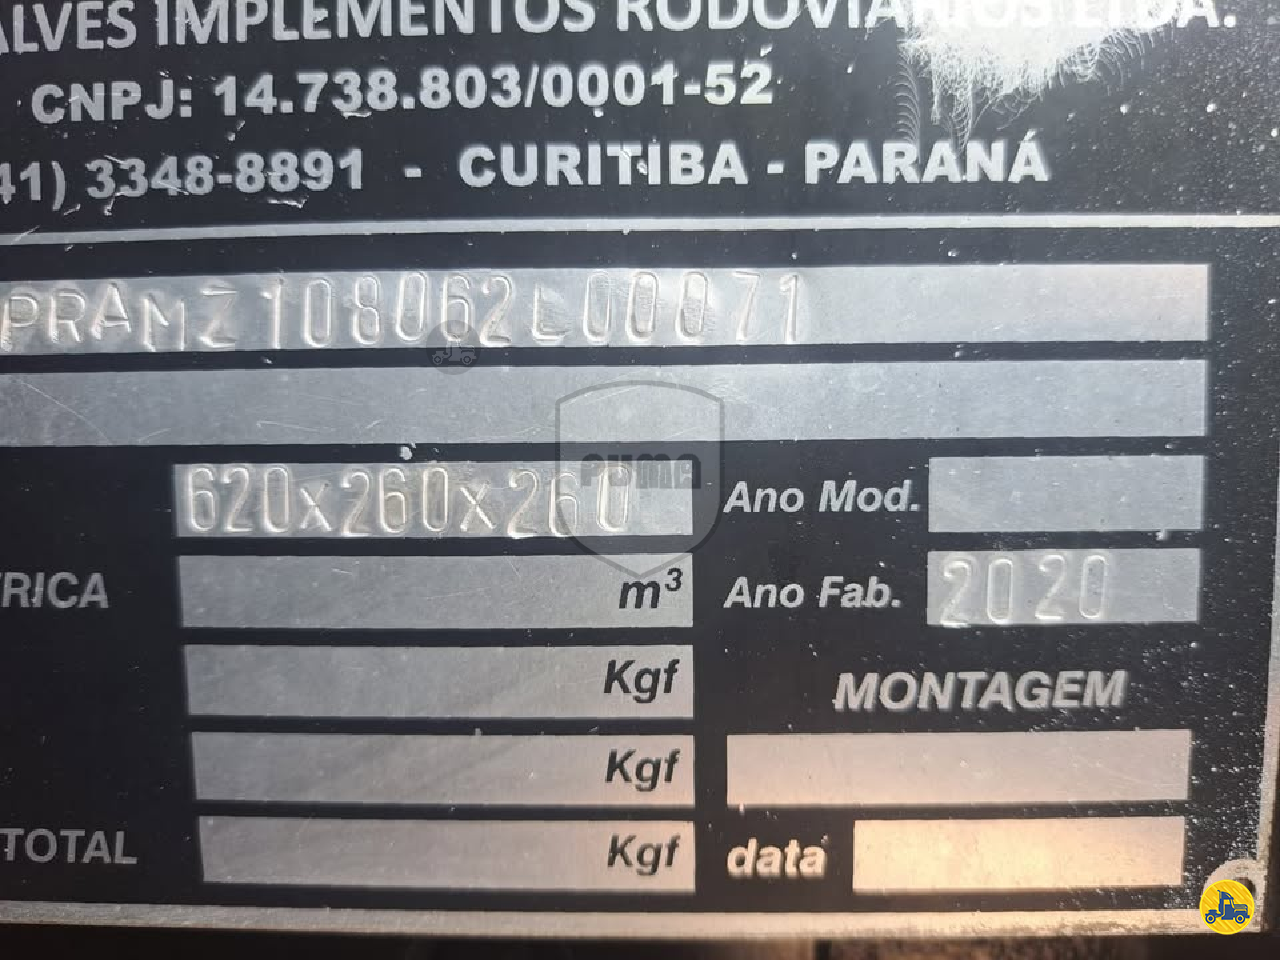 ALVES IMPLEMENTOS RODOVIÁRIOS LTDA.
CNPJ: 14.738.803/0001-52
41) 3348-8891 - CURITIBA - PARANÁ
PRAMZ108062L00071
620x260x260 Ano Mod.
PUMA
RICA m³ Ano Fab. 2020
Kgf MONTAGEM
Kgf
TOTAL Kgf data